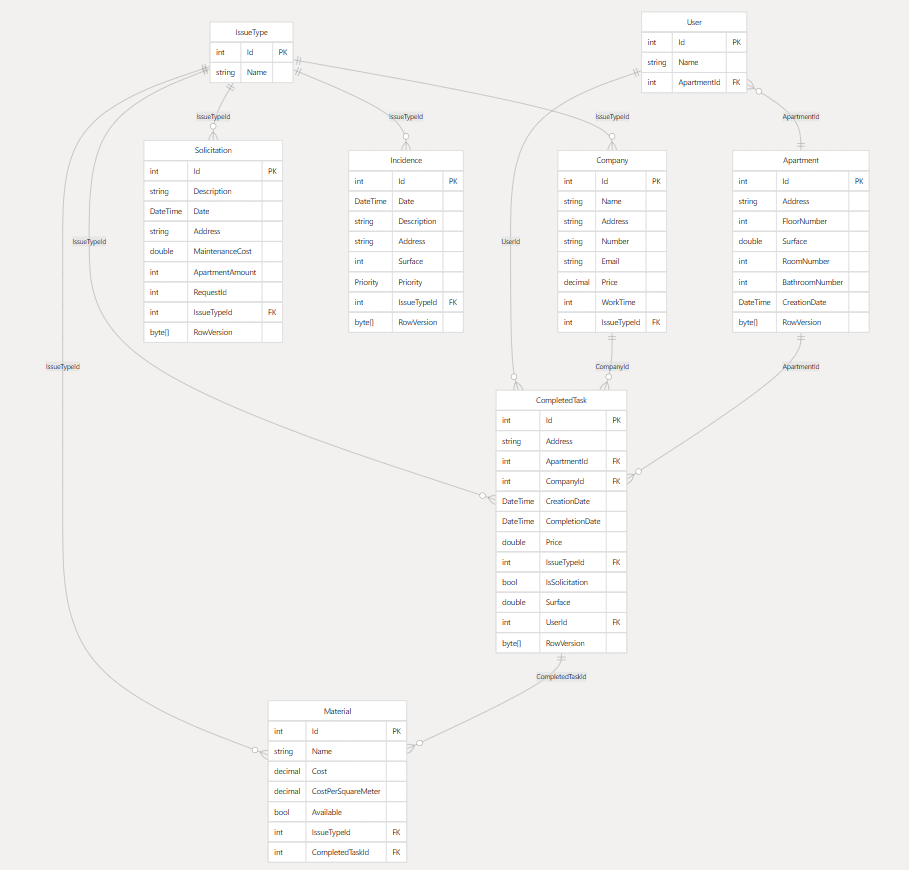 IssueType
int Id PK
string Name
User
int Id PK
string Name
int ApartmentId FK
IssueTypeId
IssueTypeId
IssueTypeId
ApartmentId
Solicitation
int Id PK
string Description
DateTime Date
string Address
double MaintenanceCost
int ApartmentAmount
int RequestId
int IssueTypeId FK
byte[] RowVersion
Incidence
int Id PK
DateTime Date
string Description
string Address
int Surface
Priority Priority
int IssueTypeId FK
byte[] RowVersion
Company
int Id PK
string Name
string Address
string Number
string Email
decimal Price
int WorkTime
int IssueTypeId FK
Apartment
int Id PK
string Address
int FloorNumber
double Surface
int RoomNumber
int BathroomNumber
DateTime CreationDate
byte[] RowVersion
IssueTypeId
UserId
IssueTypeId
CompanyId
ApartmentId
CompletedTask
int Id PK
string Address
int ApartmentId FK
int CompanyId FK
DateTime CreationDate
DateTime CompletionDate
double Price
int IssueTypeId FK
bool IsSolicitation
double Surface
int UserId FK
byte[] RowVersion
CompletedTaskId
Material
int Id PK
string Name
decimal Cost
decimal CostPerSquareMeter
bool Available
int IssueTypeId FK
int CompletedTaskId FK